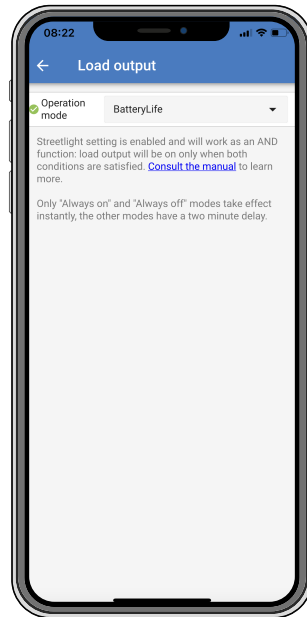 08:22
Load output
Operation
mode
BatteryLife
Streetlight setting is enabled and will work as an AND
function: load output will be on only when both
conditions are satisfied. Consult the manual to learn
more.
Only "Always on" and "Always off" modes take effect
instantly, the other modes have a two minute delay.